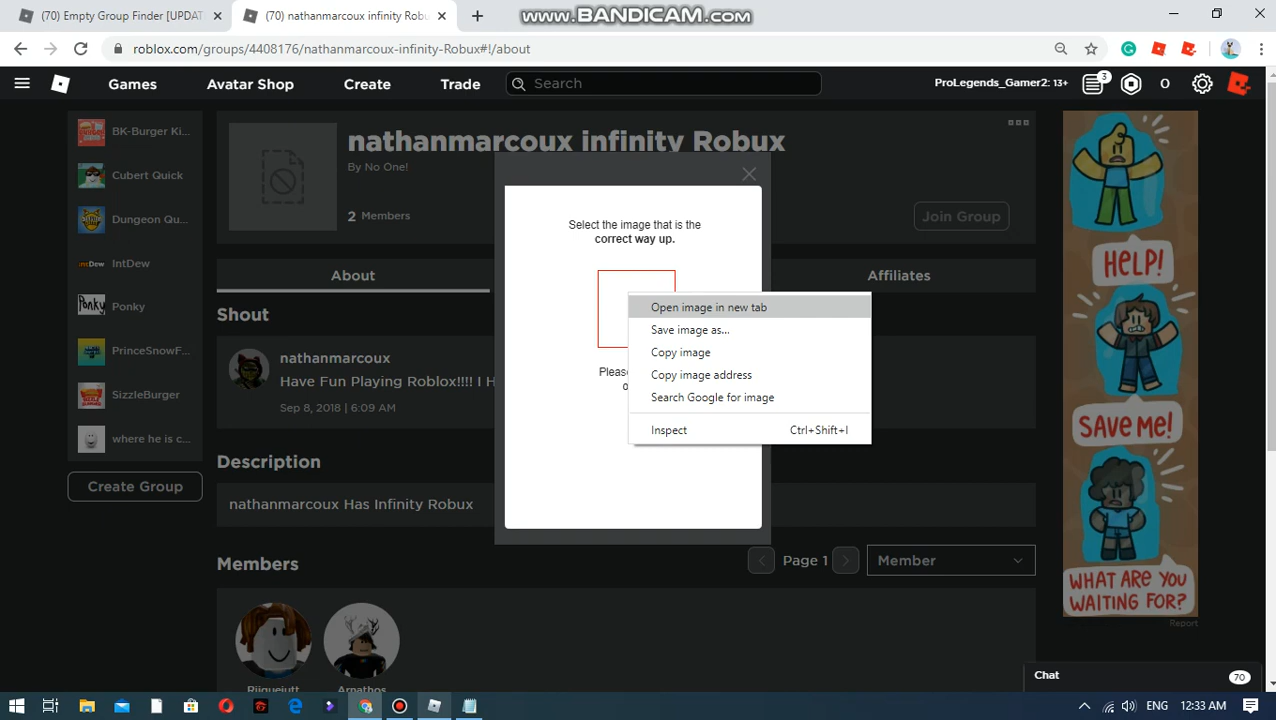 (70) Empty Group Finder [UPDAT
(70) nathanmarcoux infinity Robu
www.BANDICAM.com
roblox.com/groups/4408176/nathanmarcoux-infinity-Robux#!/about
Games
Avatar Shop
Create
Trade
Search
ProLegends_Gamer2: 13+
3
0
BK-Burger Ki...
Cubert Quick
Dungeon Qu...
IntDew
Ponky
PrinceSnowF...
SizzleBurger
where he is c...
Create Group
nathanmarcoux infinity Robux
By No One!
2 Members
Join Group
About
Affiliates
Shout
nathanmarcoux
Have Fun Playing Roblox!!!! I H
Sep 8, 2018 | 6:09 AM
Description
nathanmarcoux Has Infinity Robux
Members
Page 1
Member
Select the image that is the
correct way up.
Open image in new tab
Save image as...
Copy image
Copy image address
Search Google for image
Inspect Ctrl+Shift+I
HELP!
SAVE ME!
WHAT ARE YOU
WAITING FOR?
Report
Arpathos
Chat
70
ENG
12:33 AM